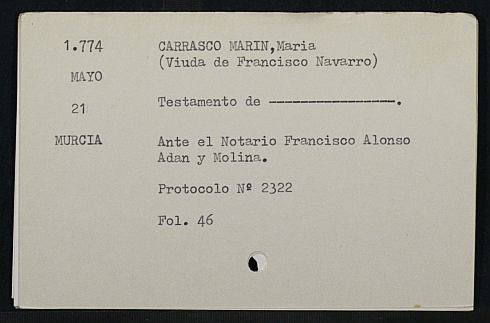 1.774 CARRASCO MARIN,Maria
(Viuda de Francisco Navarro)
MAYO
21 Testamento de ----------------.
MURCIA Ante el Notario Francisco Alonso
Adan y Molina.
Protocolo Nº 2322
Fol. 46